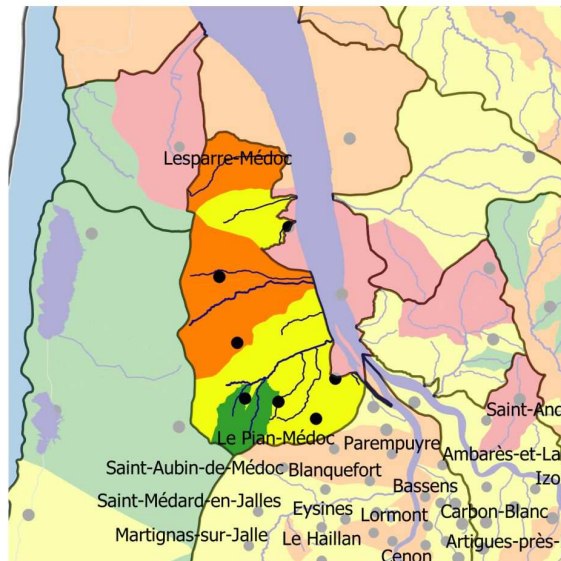 Lesparre-Médoc
Saint-And
Le Pian-Médoc
Parempuyre
Ambarès-et-La
Saint-Aubin-de-Médoc
Blanquefort
Izo
Bassens
Saint-Médard-en-Jalles
Eysines
Lormont
Carbon-Blanc
Martignas-sur-Jalle
Le Haillan
Artigues-près-
Cenon